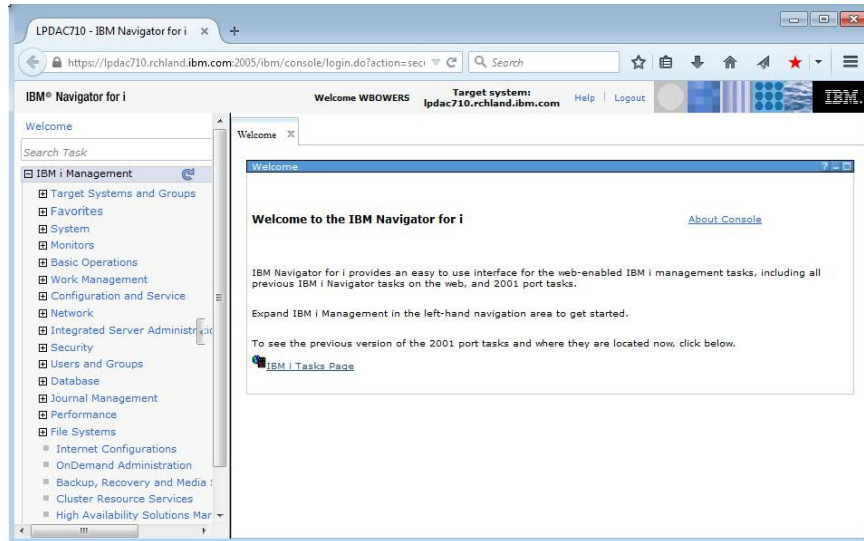 LPDAC710 - IBM Navigator for i
https://lpdac710.rchland.ibm.com:2005/ibm/console/login.do?action=sec
Search
IBM® Navigator for i
Welcome WBOWERS
Target system:
lpdac710.rchland.ibm.com
Help
Logout
IBM.
Welcome
Search Task
IBM i Management
Target Systems and Groups
Favorites
System
Monitors
Basic Operations
Work Management
Configuration and Service
Network
Integrated Server
Security
Users and Groups
Database
Journal Management
Performance
File Systems
Internet Configurations
OnDemand Administration
Backup, Recovery and Media
Cluster Resource Services
High Availability Solutions Mar
Welcome
Welcome
Welcome to the IBM Navigator for i
About Console
IBM Navigator for i provides an easy to use interface for the web-enabled IBM i management tasks, including all
previous IBM i Navigator tasks on the web, and 2001 port tasks.
Expand IBM i Management in the left-hand navigation area to get started.
To see the previous version of the 2001 port tasks and where they are located now, click below.
IBM i Tasks Page